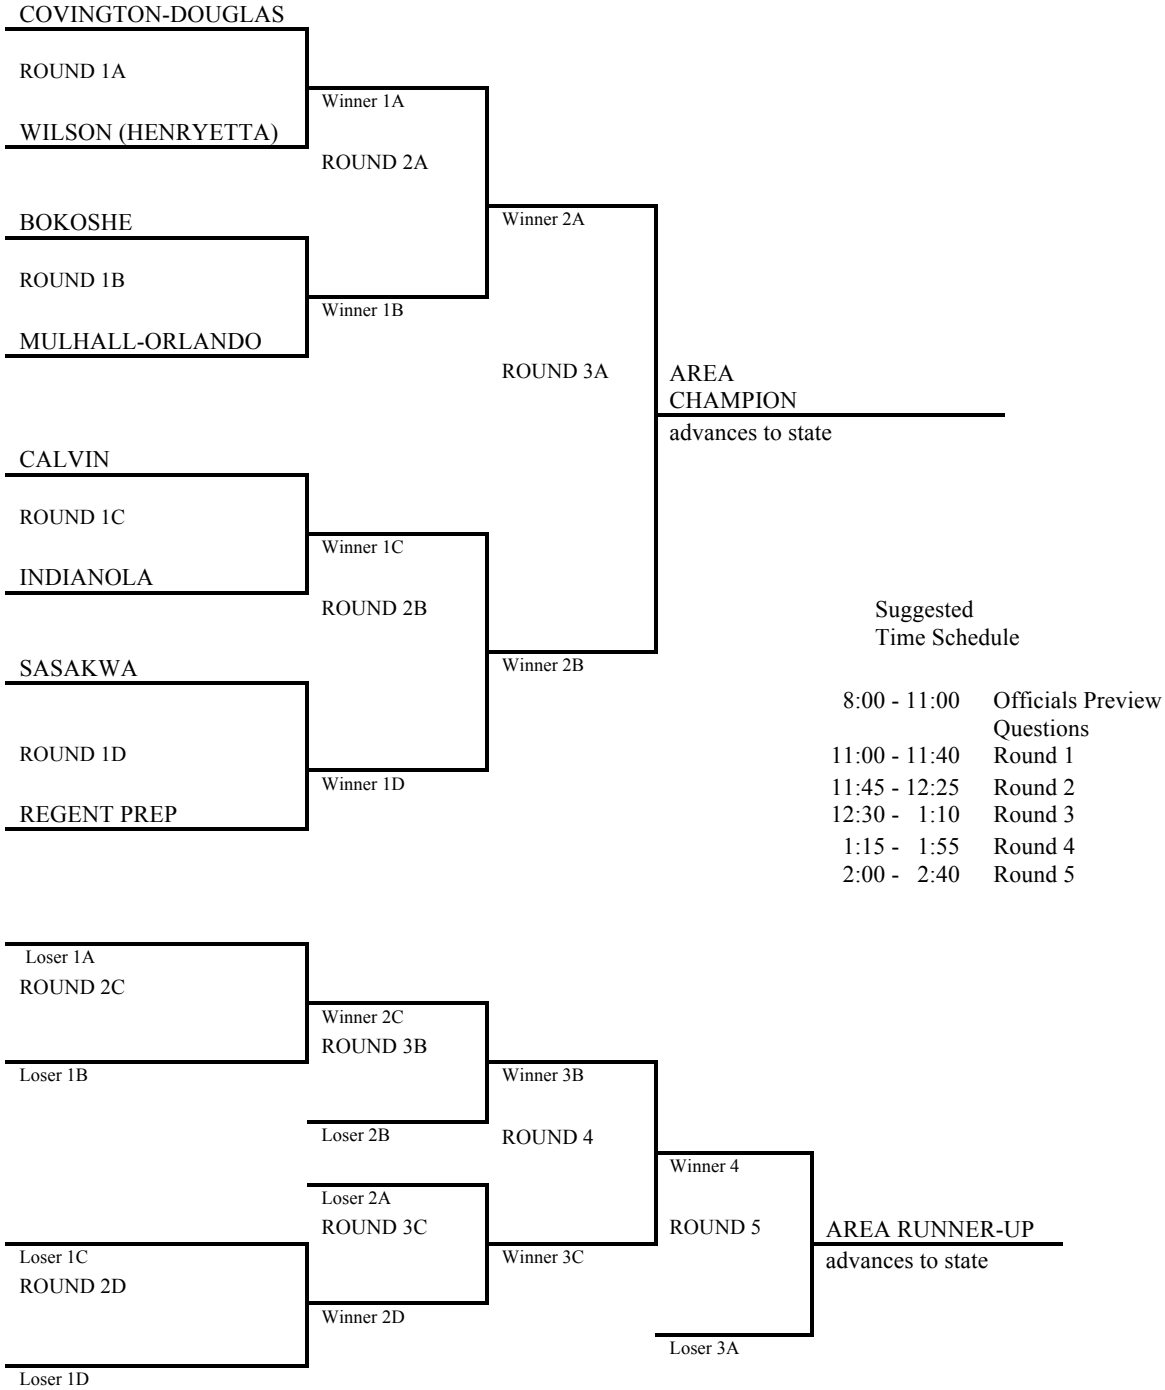 COVINGTON-DOUGLAS
ROUND 1A
Winner 1A
WILSON (HENRYETTA)
ROUND 2A
BOKOSHE
Winner 2A
ROUND 1B
Winner 1B
MULHALL-ORLANDO
ROUND 3A
AREA
CHAMPION
advances to state
CALVIN
ROUND 1C
Winner 1C
INDIANOLA
ROUND 2B
Suggested
Time Schedule
SASAKWA
Winner 2B
8:00 - 11:00 Officials Preview
Questions
ROUND 1D
11:00 - 11:40 Round 1
Winner 1D
11:45 - 12:25 Round 2
REGENT PREP
12:30 - 1:10 Round 3
1:15 - 1:55 Round 4
2:00 - 2:40 Round 5
Loser 1A
ROUND 2C
Winner 2C
ROUND 3B
Loser 1B
Winner 3B
Loser 2B
ROUND 4
Winner 4
Loser 2A
ROUND 3C
ROUND 5
AREA RUNNER-UP
Loser 1C
Winner 3C
advances to state
ROUND 2D
Winner 2D
Loser 3A
Loser 1D